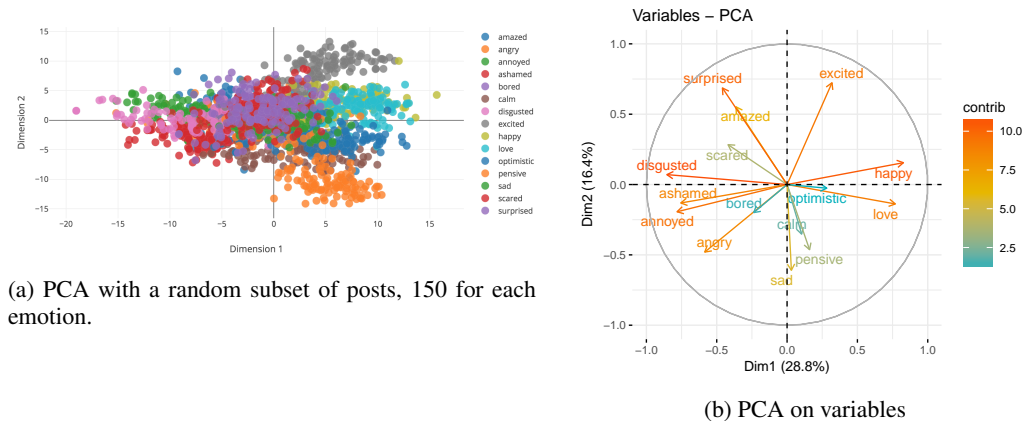 15
10
5
0
−5
−10
−15
−20
−15
−10
−5
0
5
10
15
Dimension 2
Dimension 1
amazed
angry
annoyed
ashamed
bored
calm
disgusted
excited
happy
love
optimistic
pensive
sad
scared
surprised
(a) PCA with a random subset of posts, 150 for each
emotion.
Variables − PCA
1.0
0.5
0.0
−0.5
−1.0
Dim2 (16.4%)
surprised
excited
amazed
scared
disgusted
happy
ashamed
bored
optimistic
annoyed
love
calm
angry
pensive
sad
−1.0
−0.5
0.0
0.5
1.0
Dim1 (28.8%)
contrib
10.0
7.5
5.0
2.5
(b) PCA on variables